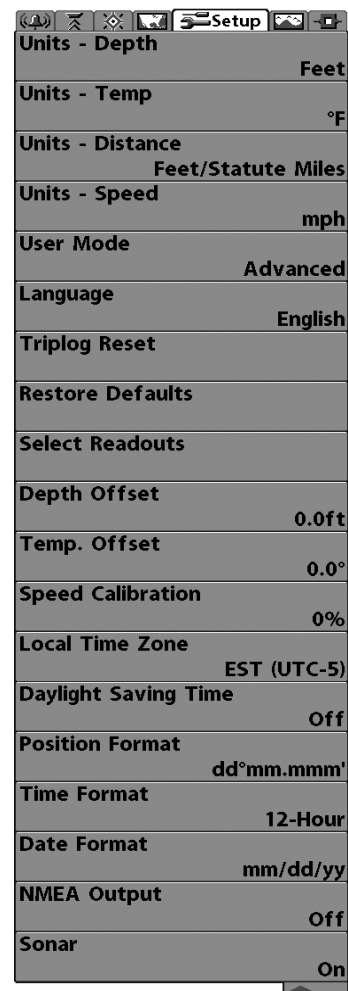 Setup
Units - Depth
Feet
Units - Temp
°F
Units - Distance
Feet/Statute Miles
Units - Speed
mph
User Mode
Advanced
Language
English
Triplog Reset
Restore Defaults
Select Readouts
Depth Offset
0.0ft
Temp. Offset
0.0°
Speed Calibration
0%
Local Time Zone
EST (UTC-5)
Daylight Saving Time
Off
Position Format
dd°mm.mmm'
Time Format
12-Hour
Date Format
mm/dd/yy
NMEA Output
Off
Sonar
On